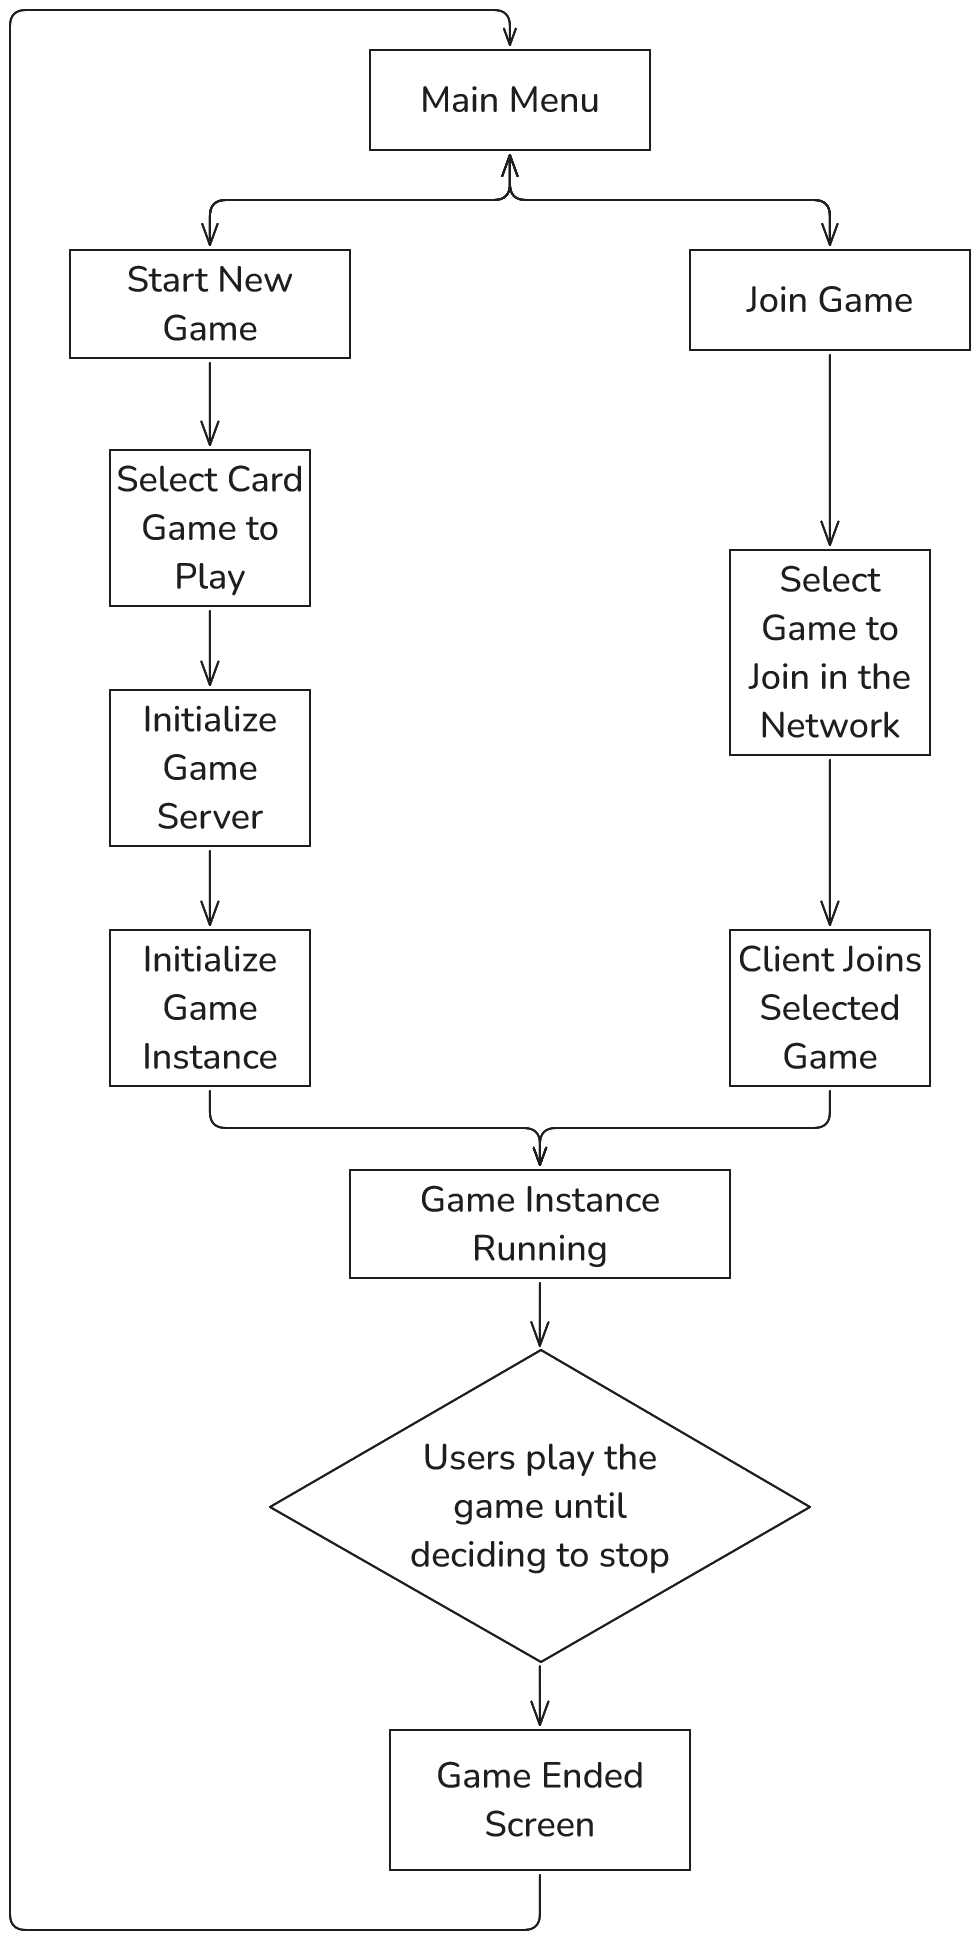 Main Menu
Start New
Game
Join Game
Select Card
Game to
Play
Select
Game to
Join in the
Network
Initialize
Game
Server
Initialize
Game
Instance
Client Joins
Selected
Game
Game Instance
Running
Users play the
game until
deciding to stop
Game Ended
Screen